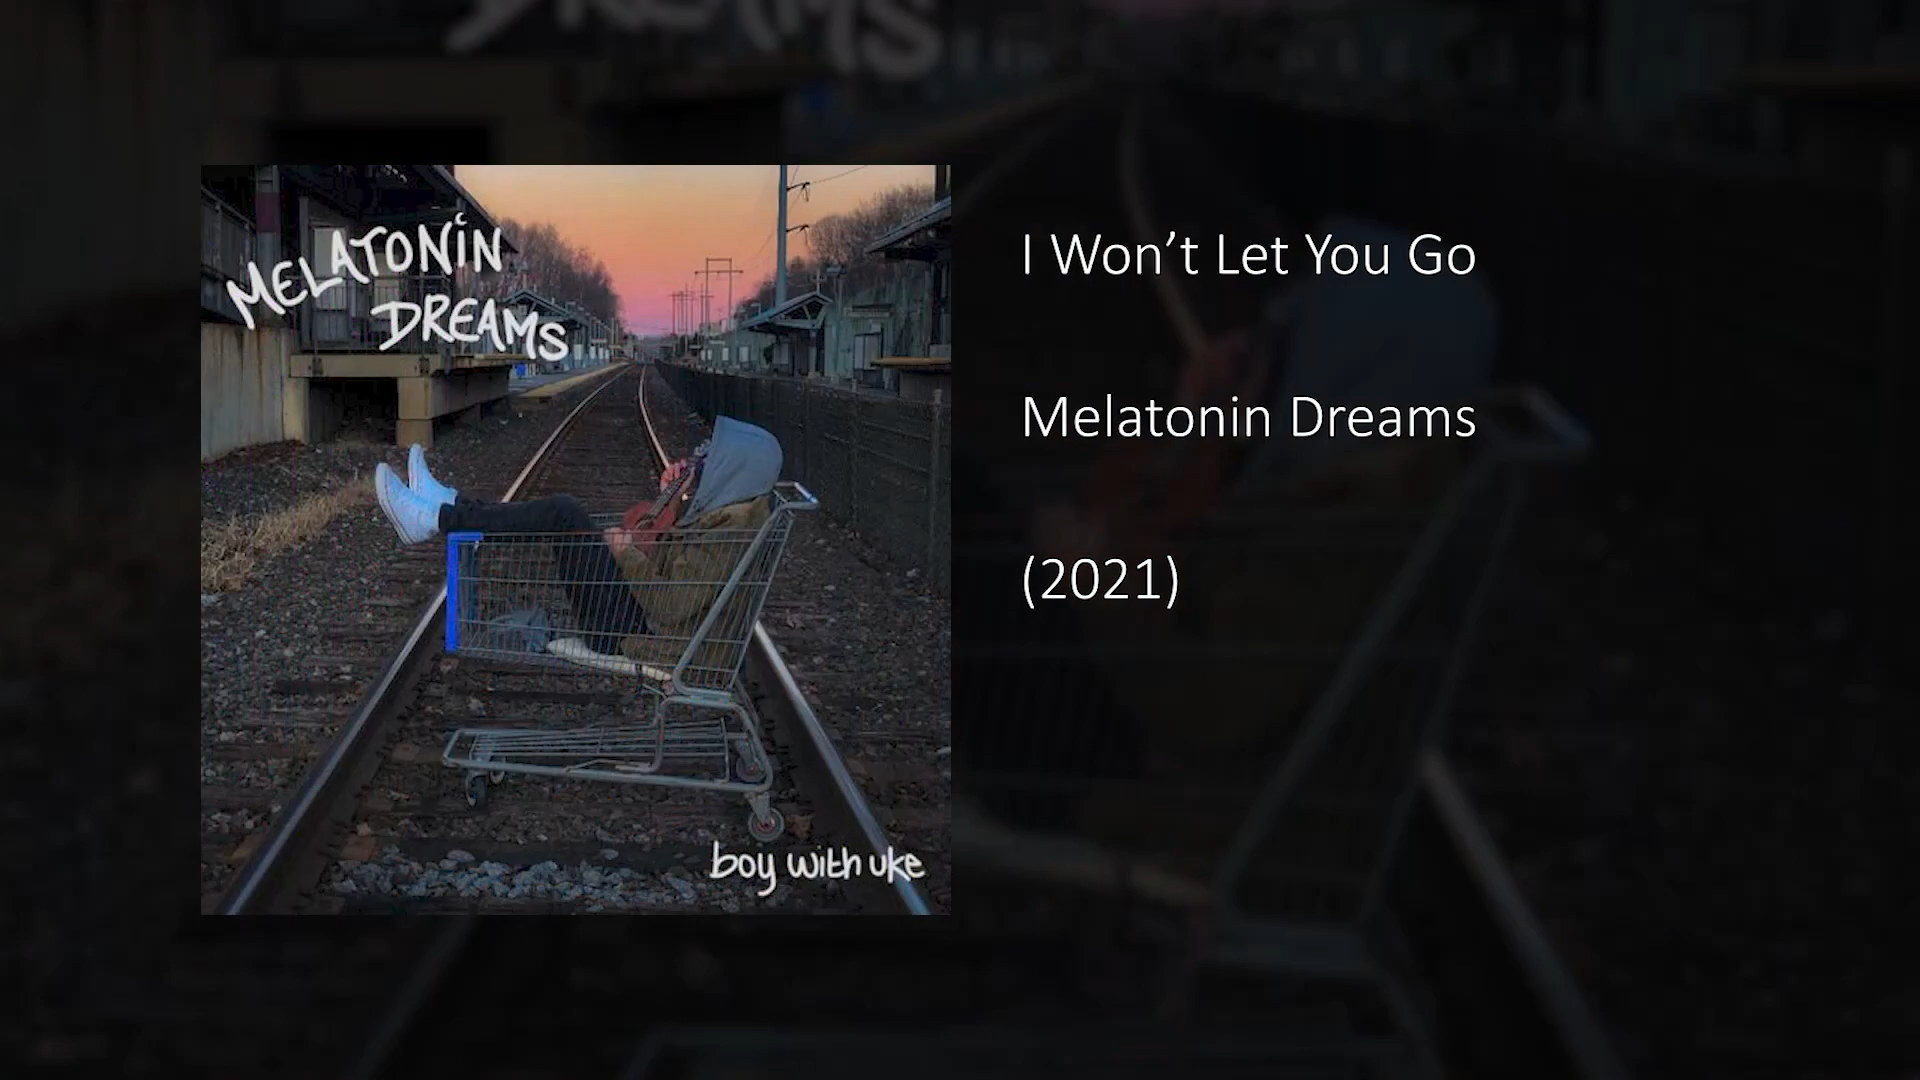 MELATONIN
DREAMS
boy with uke
I Won’t Let You Go
Melatonin Dreams
(2021)